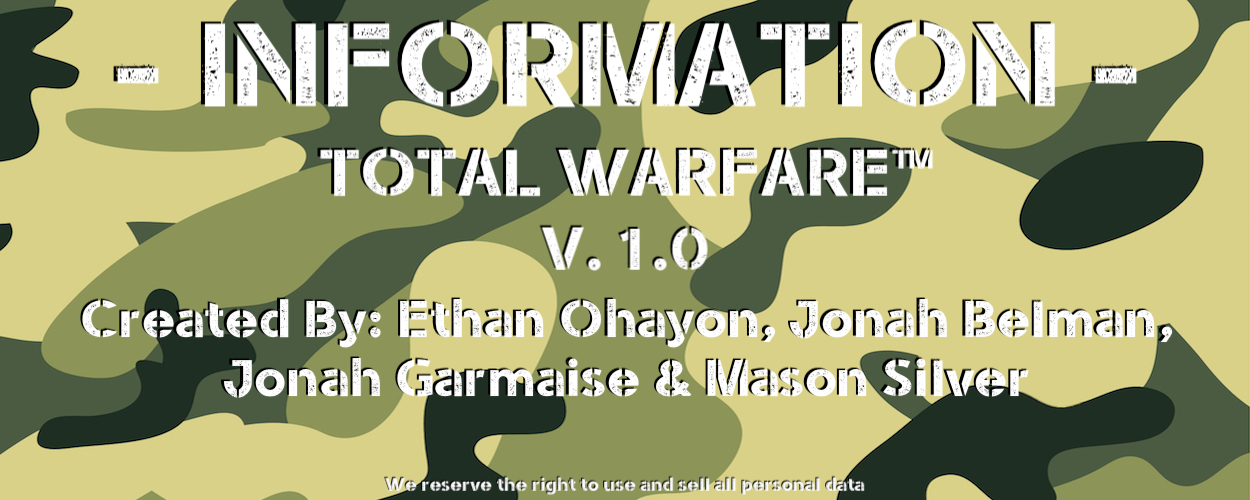 - INFORMATION -
TOTAL WARFARE™
V. 1.0
Created By: Ethan Ohayon, Jonah Belman,
Jonah Garmaise & Mason Silver
We reserve the right to use and sell all personal data